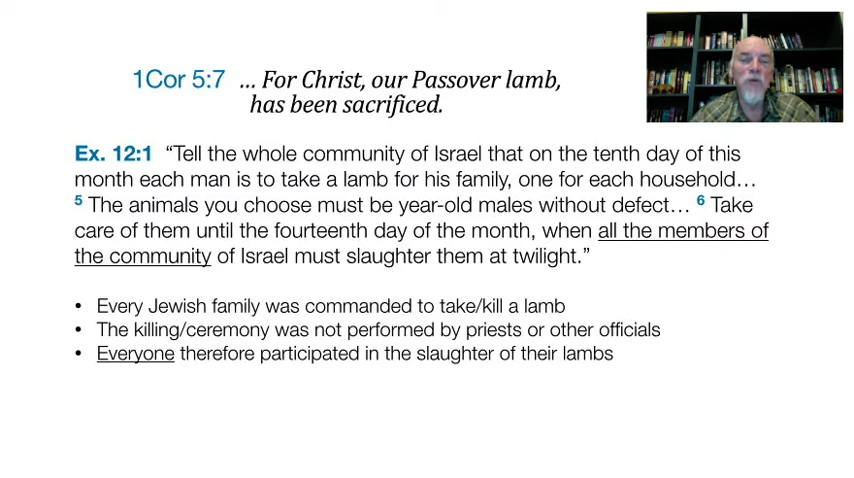 1Cor 5:7 ... For Christ, our Passover lamb,
has been sacrificed.
Ex. 12:1 “Tell the whole community of Israel that on the tenth day of this
month each man is to take a lamb for his family, one for each household…
5 The animals you choose must be year-old males without defect… 6 Take
care of them until the fourteenth day of the month, when all the members of
the community of Israel must slaughter them at twilight.”
• Every Jewish family was commanded to take/kill a lamb
• The killing/ceremony was not performed by priests or other officials
• Everyone therefore participated in the slaughter of their lambs